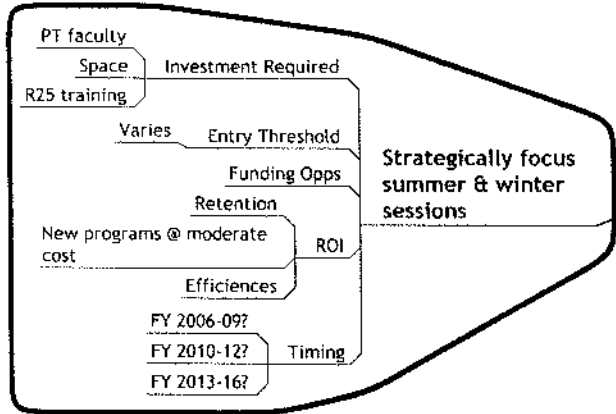 PT faculty
Space
R25 training
Investment Required
Varies
Entry Threshold
Funding Opps
Retention
New programs @ moderate
cost
Efficiences
ROI
FY 2006-09?
FY 2010-12?
FY 2013-16?
Timing
Strategically focus
summer & winter
sessions